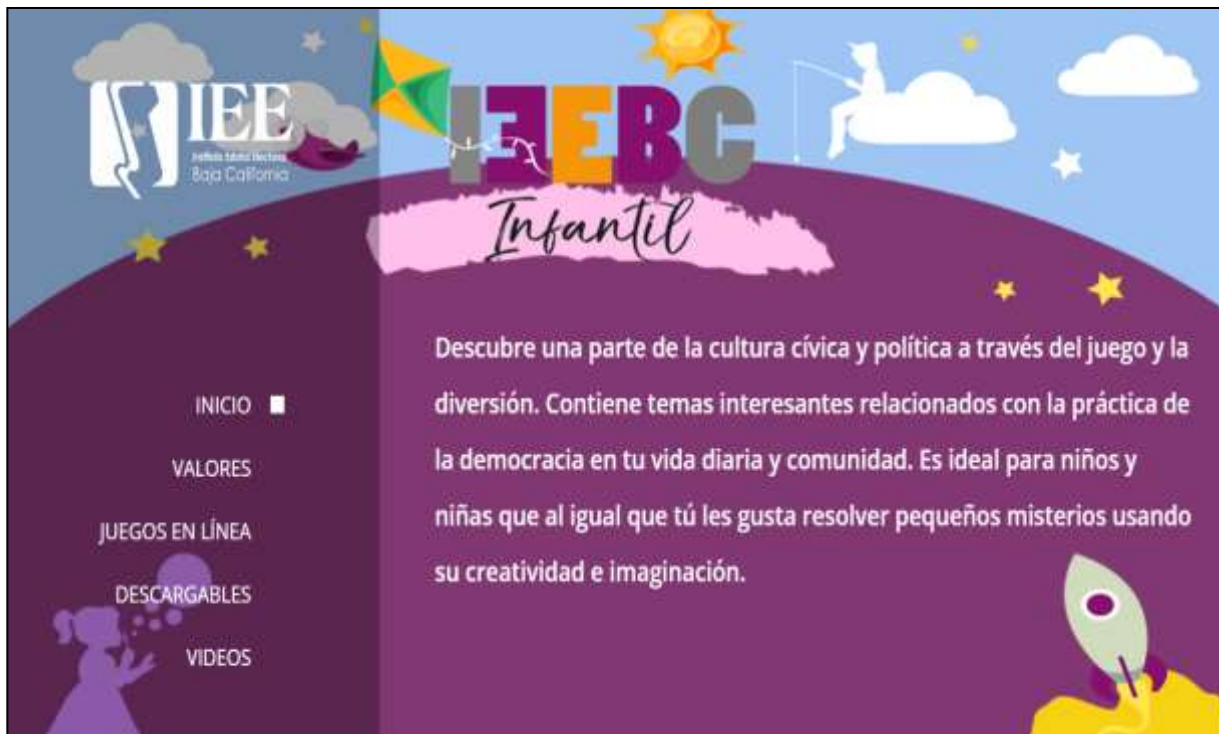 IEE
Instituto Estatal Electoral
Baja California
IEEBC
Infantil
INICIO
VALORES
JUEGOS EN LÍNEA
DESCARGABLES
VIDEOS
Descubre una parte de la cultura cívica y política a través del juego y la
diversión. Contiene temas interesantes relacionados con la práctica de
la democracia en tu vida diaria y comunidad. Es ideal para niños y
niñas que al igual que tú les gusta resolver pequeños misterios usando
su creatividad e imaginación.